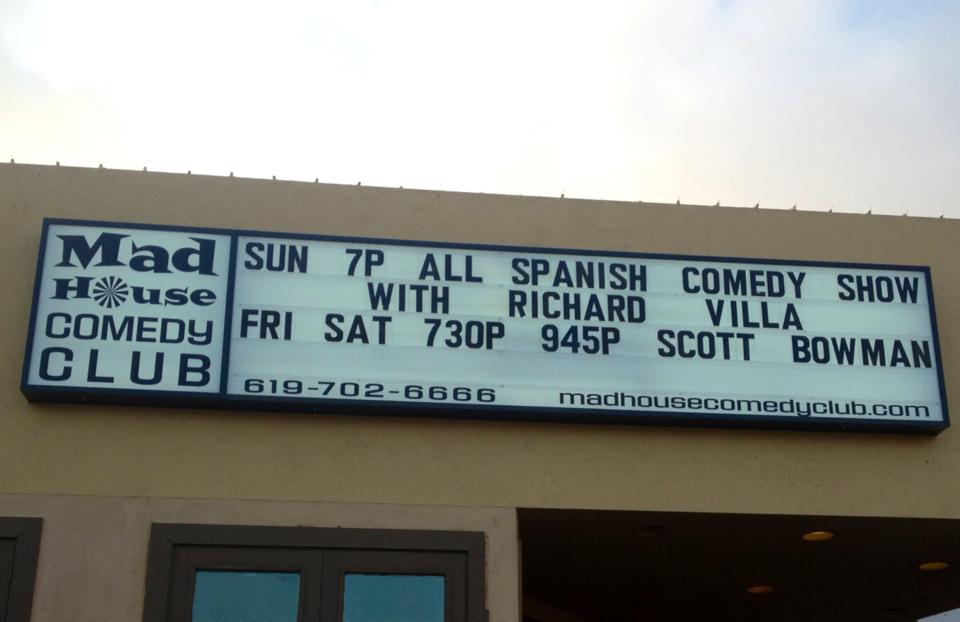 Mad
House
COMEDY
CLUB
SUN 7P ALL SPANISH COMEDY SHOW
WITH RICHARD VILLA
FRI SAT 730P 945P SCOTT BOWMAN
619-702-6666 madhousecomedyclub.com